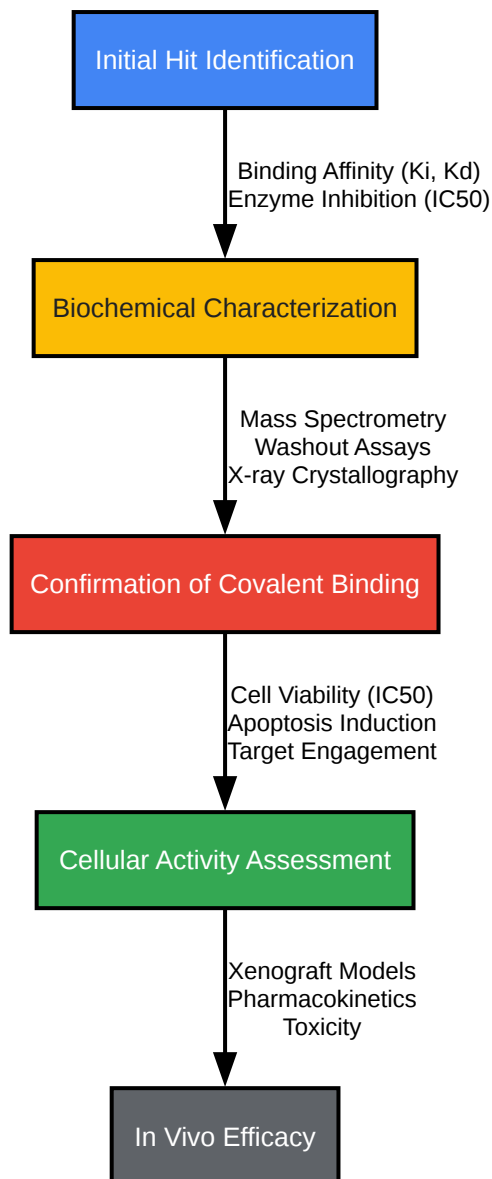 Initial Hit Identification
Binding Affinity (Ki, Kd)
Enzyme Inhibition (IC50)
Biochemical Characterization
Mass Spectrometry
Washout Assays
X-ray Crystallography
Confirmation of Covalent Binding
Cell Viability (IC50)
Apoptosis Induction
Target Engagement
Cellular Activity Assessment
Xenograft Models
Pharmacokinetics
Toxicity
In Vivo Efficacy